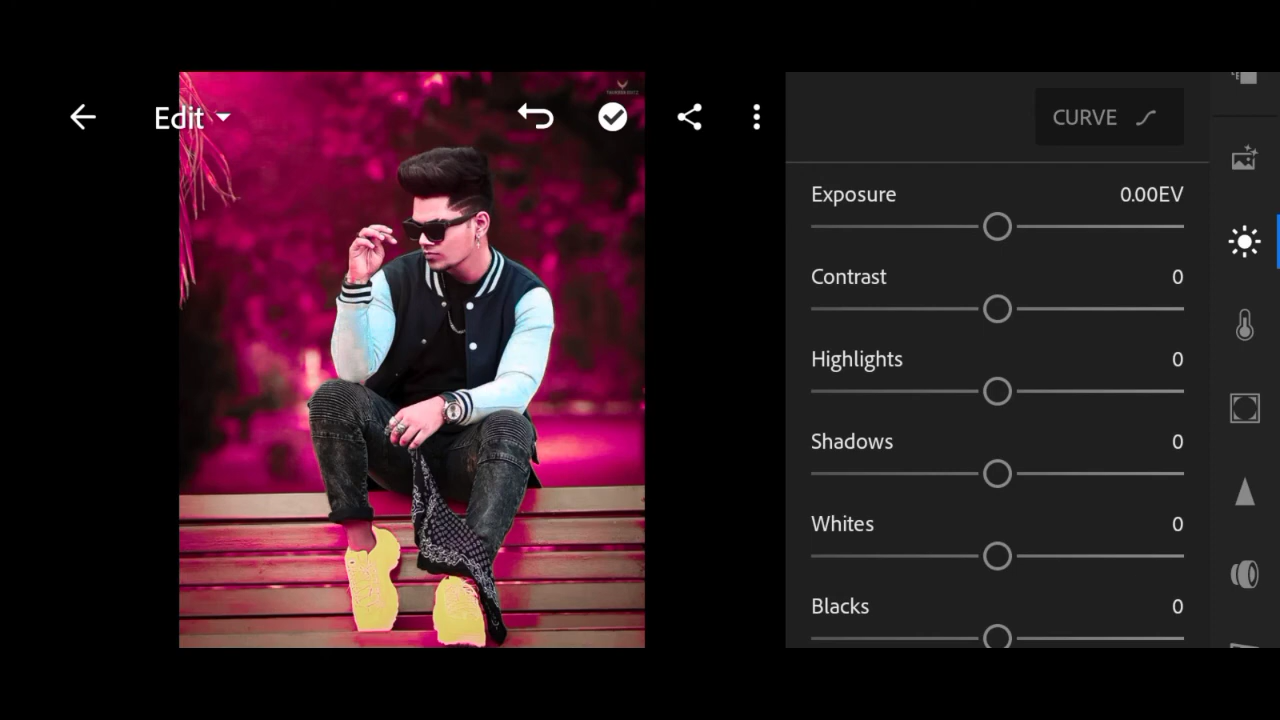 Edit
CURVE
Exposure 0.00EV
Contrast 0
Highlights 0
Shadows 0
Whites 0
Blacks 0